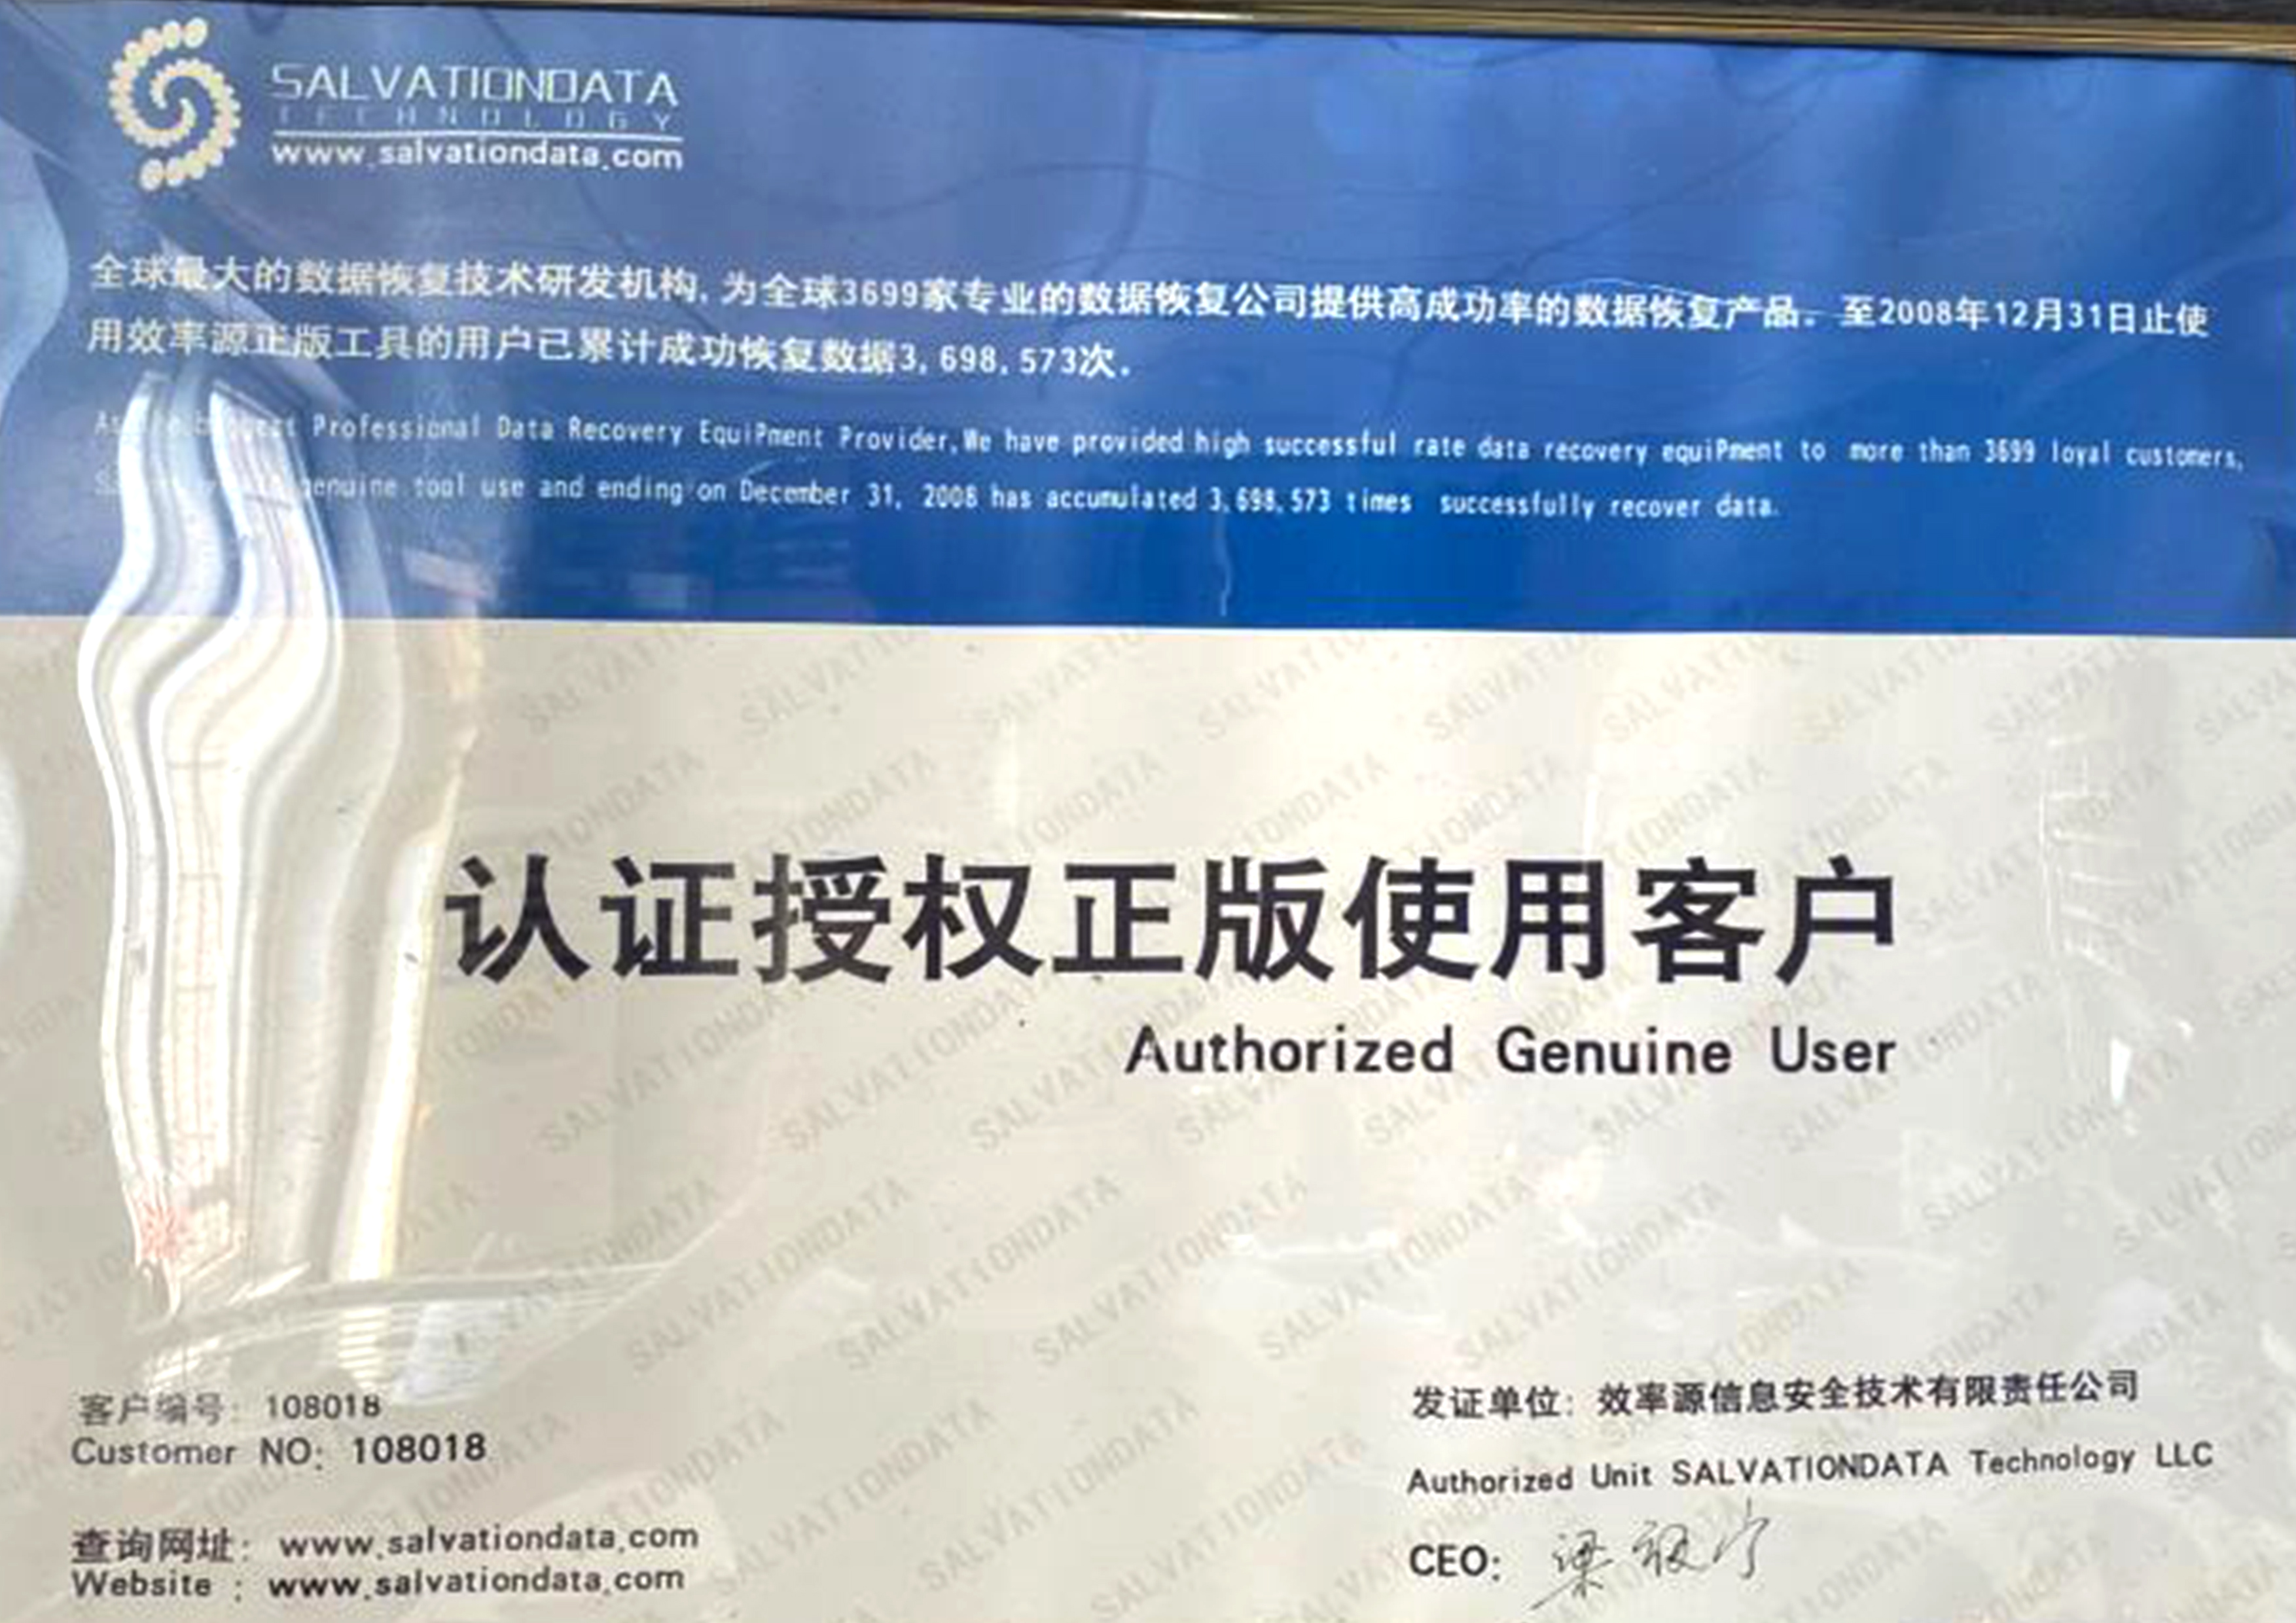 SALVATIONDATA
TECHNOLOGY
www.salvationdata.com
全球最大的数据恢复技术研发机构,为全球3699家专业的数据恢复公司提供高成功率的数据恢复产品。至2008年12月31日止使
用效率源正版工具的用户已累计成功恢复数据3,698,573次.
Professional Data Recovery EquiPment Provider,We have provided high successful rate data recovery equiPment to more than 3699 loyal customers,
genuine tool use and ending on December 31, 2008 has accumulated 3,698,573 times successfully recover data.
认证授权正版使用客户
Authorized Genuine User
客户编号: 108018
Customer NO: 108018
查询网址: www.salvationdata.com
Website : www.salvationdata.com
发证单位: 效率源信息安全技术有限责任公司
Authorized Unit SALVATIONDATA Technology LLC
CEO: